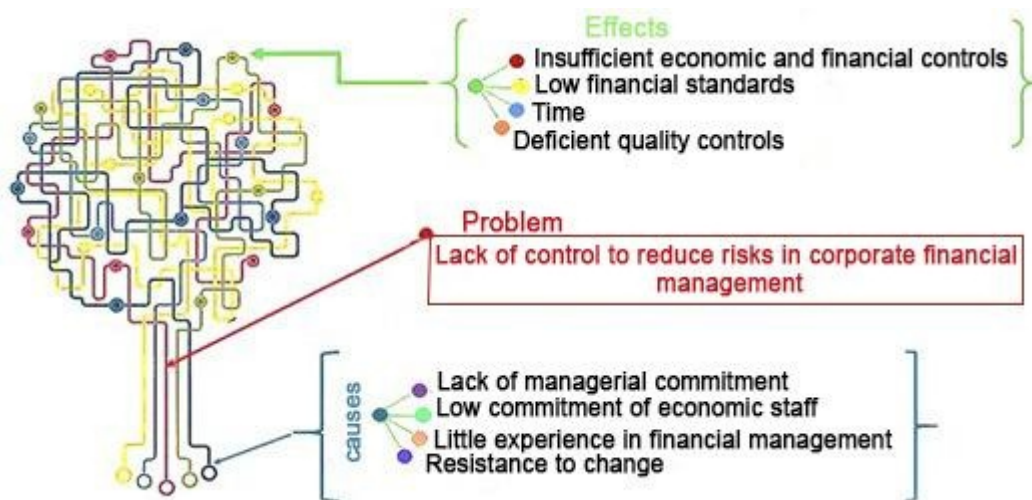 Effects
Insufficient economic and financial controls
Low financial standards
Time
Deficient quality controls
Problem
Lack of control to reduce risks in corporate financial
management
causes
Lack of managerial commitment
Low commitment of economic staff
Little experience in financial management
Resistance to change